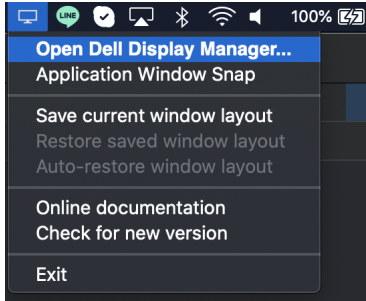 LINE
100%
Open Dell Display Manager...
Application Window Snap
Save current window layout
Restore saved window layout
Auto-restore window layout
Online documentation
Check for new version
Exit